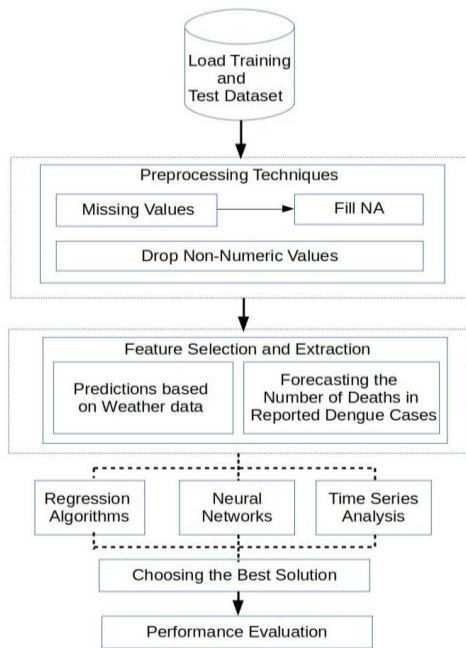 Load Training
and
Test Dataset
Preprocessing Techniques
Missing Values
Fill NA
Drop Non-Numeric Values
Feature Selection and Extraction
Predictions based
on Weather data
Forecasting the
Number of Deaths in
Reported Dengue Cases
Regression
Algorithms
Neural
Networks
Time Series
Analysis
Choosing the Best Solution
Performance Evaluation